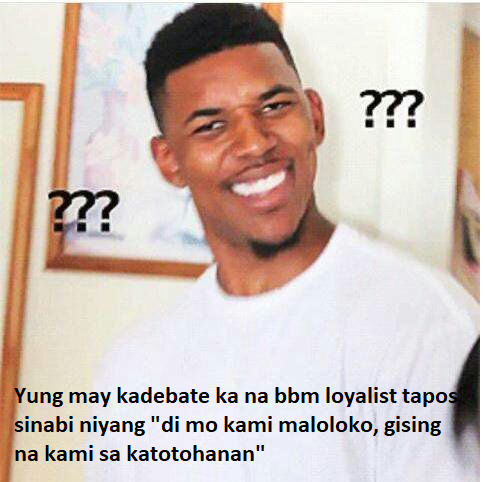 ???
???
Yung may kadebate ka na bbm loyalist tapos
sinabi niyang "di mo kami maloloko, gising
na kami sa katotohanan"